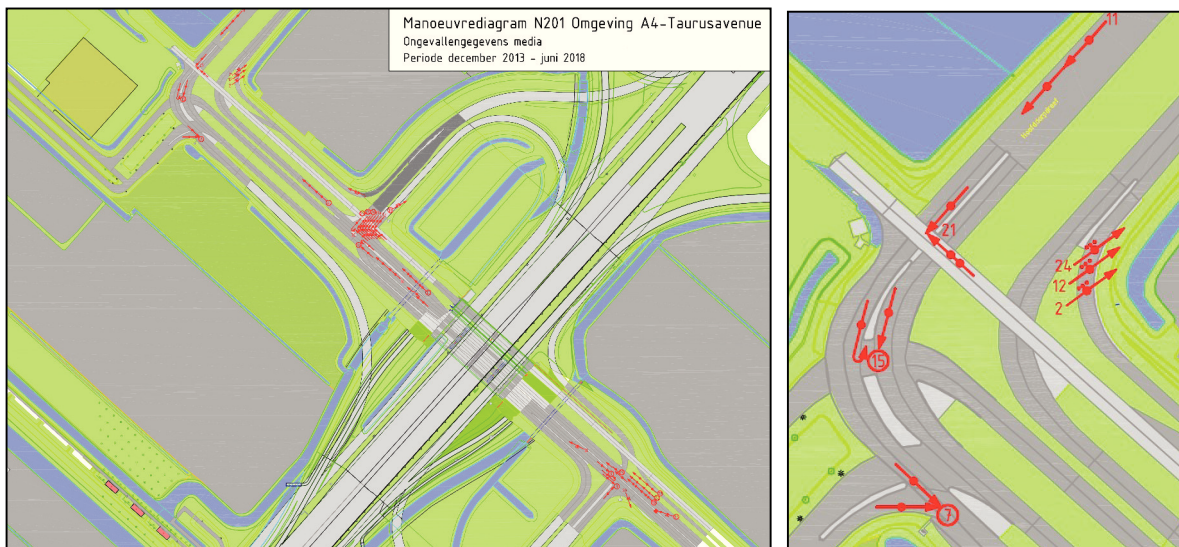 Manoeuvrediagram N201 Omgeving A4-Taurusavenue
Ongevallengegevens media
Periode december 2013 - juni 2018
11
21
24
12
2
15
7